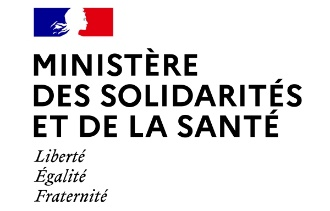 MINISTÈRE
DES SOLIDARITÉS
ET DE LA SANTÉ
Liberté
Égalité
Fraternité